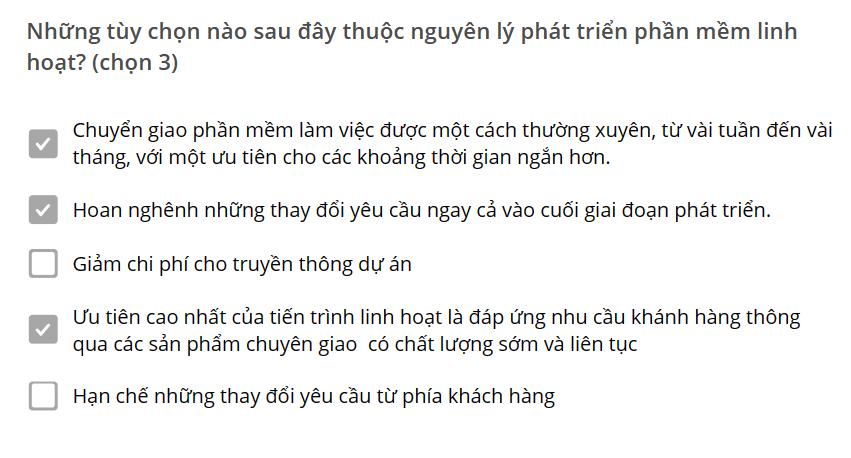 Những tùy chọn nào sau đây thuộc nguyên lý phát triển phần mềm linh
hoạt? (chọn 3)
Chuyển giao phần mềm làm việc được một cách thường xuyên, từ vài tuần đến vài
tháng, với một ưu tiên cho các khoảng thời gian ngắn hơn.
Hoan nghênh những thay đổi yêu cầu ngay cả vào cuối giai đoạn phát triển.
Giảm chi phí cho truyền thông dự án
Ưu tiên cao nhất của tiến trình linh hoạt là đáp ứng nhu cầu khánh hàng thông
qua các sản phẩm chuyên giao có chất lượng sớm và liên tục
Hạn chế những thay đổi yêu cầu từ phía khách hàng